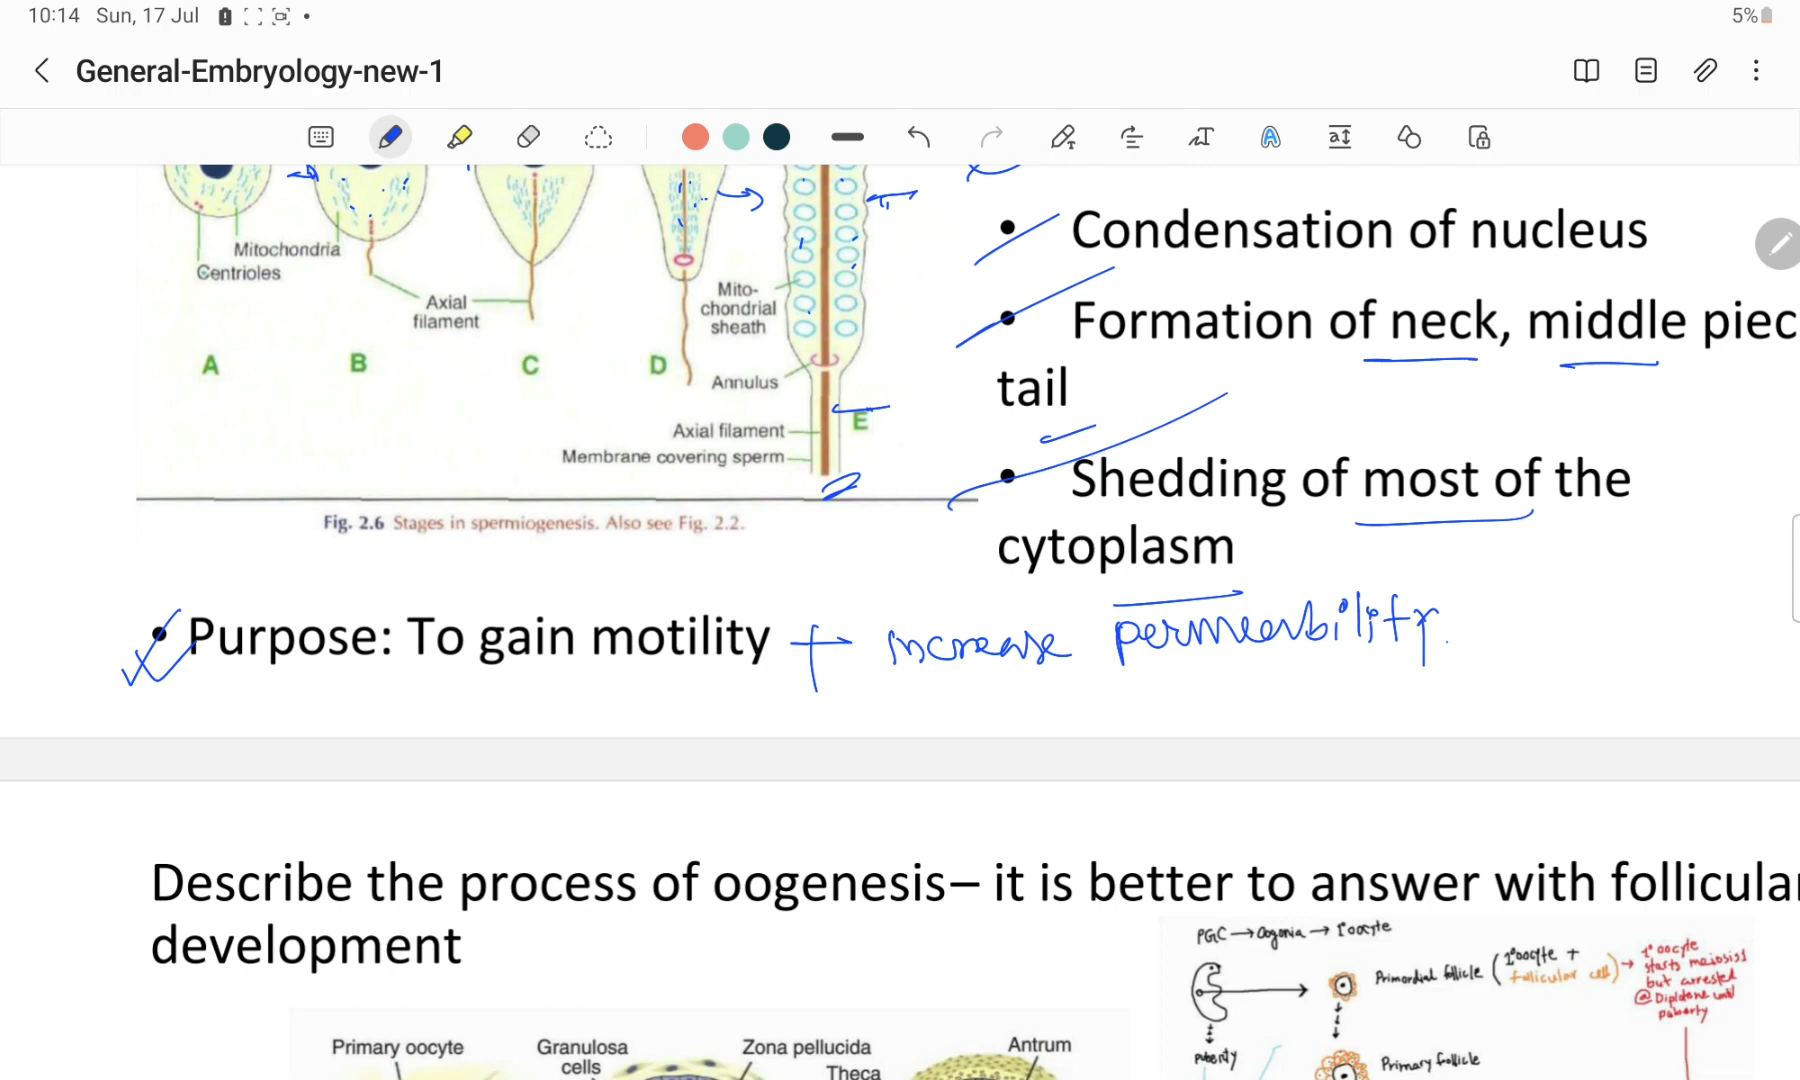 10:14 Sun, 17 Jul
5%
General-Embryology-new-1
Mitochondria
Centrioles
Axial
filament
Mito-
chondrial
sheath
A
B
C
D
Annulus
E
Axial filament
Membrane covering sperm
Fig. 2.6 Stages in spermiogenesis. Also see Fig. 2.2.
• Condensation of nucleus
• Formation of neck, middle piec
tail
• Shedding of most of the
cytoplasm
• Purpose: To gain motility + increase permeability.
Describe the process of oogenesis– it is better to answer with follicular
development
Primary oocyte
Granulosa
cells
Zona pellucida
Theca
Antrum
PGC → Oogonia → 1° oocyte
Primordial follicle (1° oocyte +
follicular cell) →
1° oocyte
starts meiosis 1
but arrested
@ Diplotene until
puberty
puberty
Primary follicle